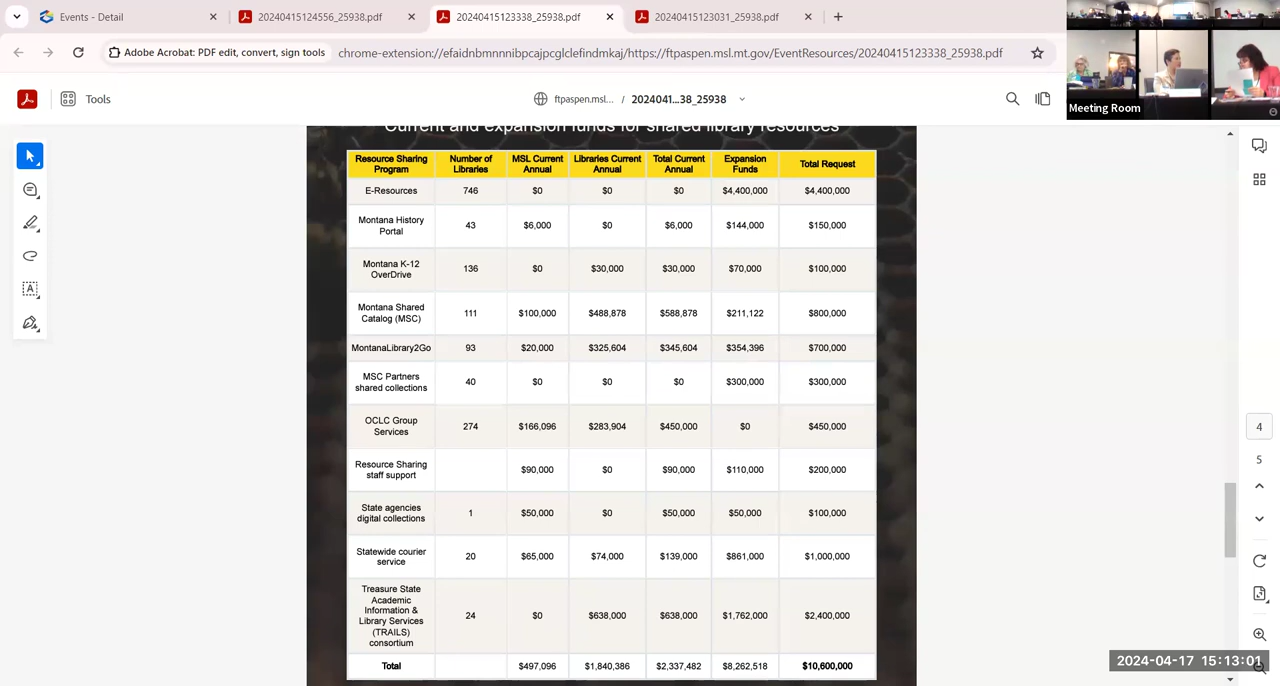 Events - Detail
20240415124556_25938.pdf
20240415123338_25938.pdf
20240415123031_25938.pdf
Adobe Acrobat: PDF edit, convert, sign tools
chrome-extension://efaidnbmnnnibpcajpcglclefindmkaj/https://ftpaspen.msl.mt.gov/EventResources/20240415123338_25938.pdf
Meeting Room
Tools
ftpaspen.msl... / 2024041...38_25938
Current and expansion funds for shared library resources
Resource Sharing Program Number of Libraries MSL Current Annual Libraries Current Annual Total Current Annual Expansion Funds Total Request
E-Resources 746 $0 $0 $0 $4,400,000 $4,400,000
Montana History Portal 43 $6,000 $0 $6,000 $144,000 $150,000
Montana K-12 OverDrive 136 $0 $30,000 $30,000 $70,000 $100,000
Montana Shared Catalog (MSC) 111 $100,000 $488,878 $588,878 $211,122 $800,000
MontanaLibrary2Go 93 $20,000 $325,604 $345,604 $354,396 $700,000
MSC Partners shared collections 40 $0 $0 $0 $300,000 $300,000
OCLC Group Services 274 $166,096 $283,904 $450,000 $0 $450,000
Resource Sharing staff support $90,000 $0 $90,000 $110,000 $200,000
State agencies digital collections 1 $50,000 $0 $50,000 $50,000 $100,000
Statewide courier service 20 $65,000 $74,000 $139,000 $861,000 $1,000,000
Treasure State Academic Information & Library Services (TRAILS) consortium 24 $0 $638,000 $638,000 $1,762,000 $2,400,000
Total $497,096 $1,840,386 $2,337,482 $8,262,518 $10,600,000
4
5
2024-04-17 15:13:01